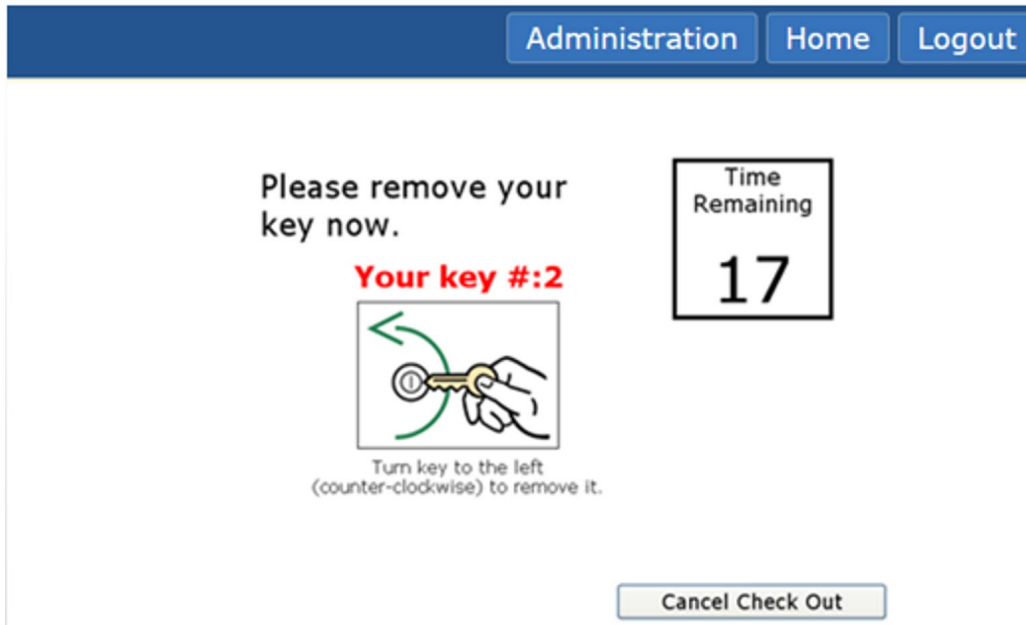 Administration Home Logout
Please remove your
key now.
Your key #:2
Time
Remaining
17
Turn key to the left
(counter-clockwise) to remove it.
Cancel Check Out